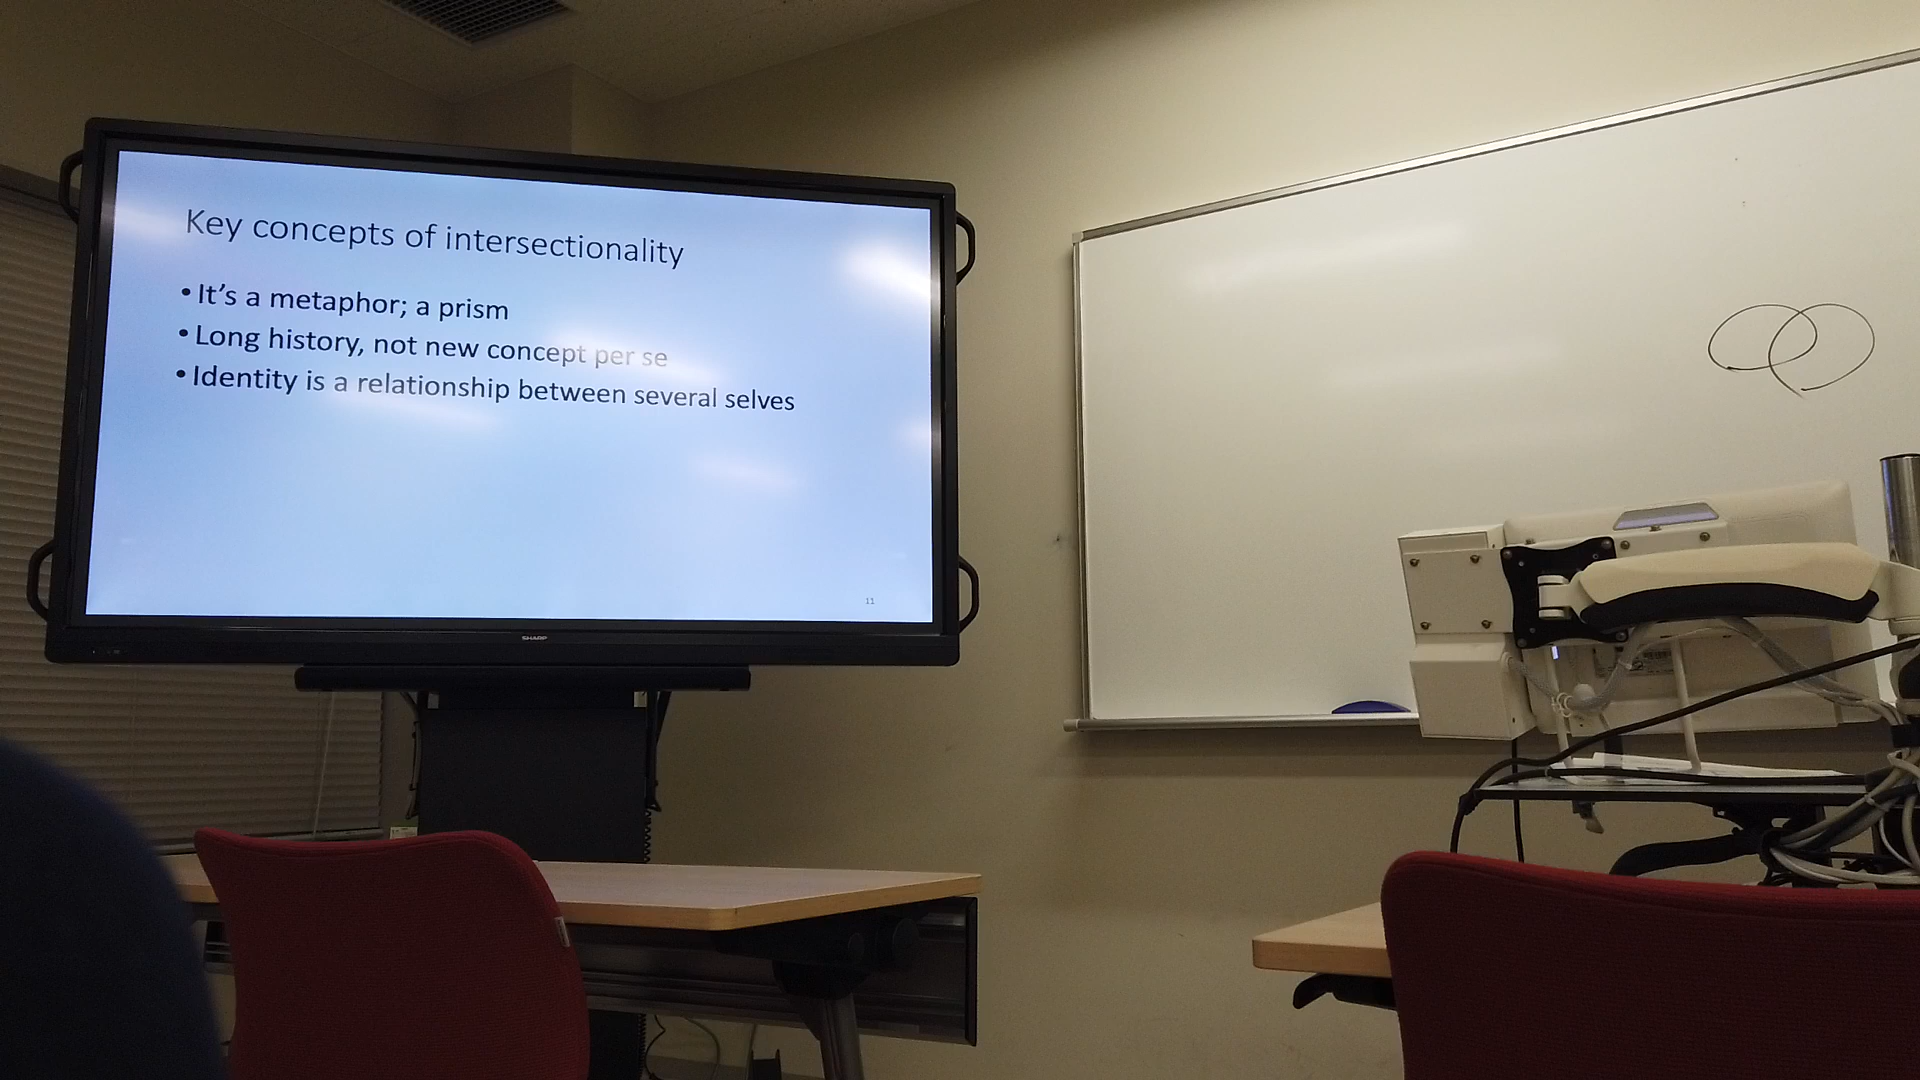 Key concepts of intersectionality
• It's a metaphor; a prism
• Long history, not new concept per se
• Identity is a relationship between several selves
11
SHARP